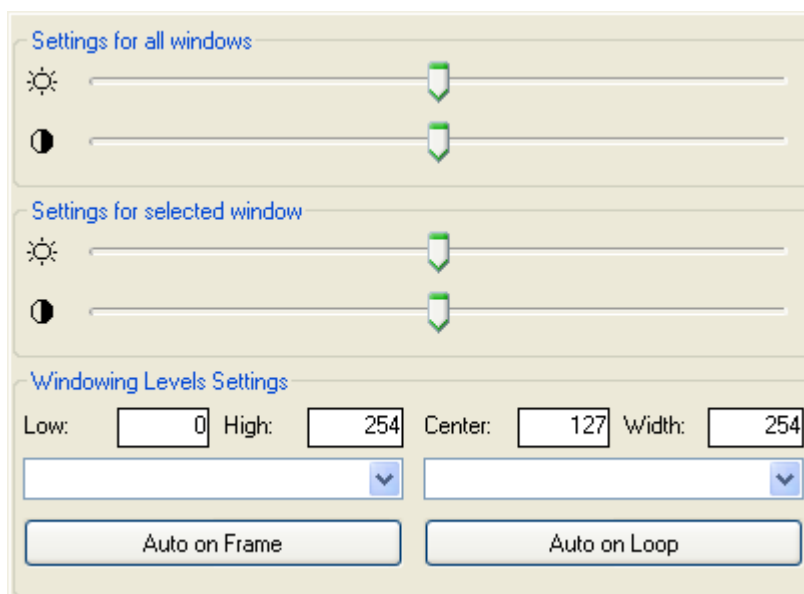 Settings for all windows
Settings for selected window
Windowing Levels Settings
Low: 0 High: 254 Center: 127 Width: 254
Auto on Frame Auto on Loop